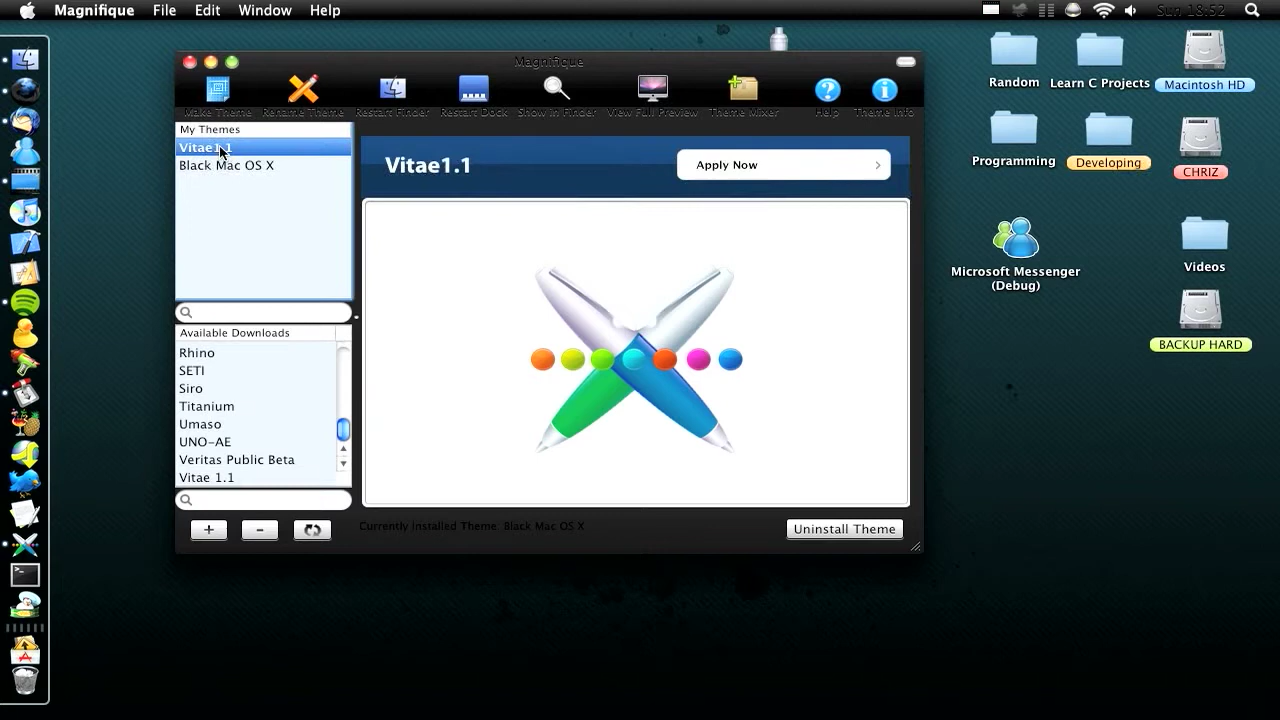 Magnifique File Edit Window Help Sun 18:52
Magnifique
Make Theme Rename Theme Restart Finder Restart Dock Show in Finder View Full Preview Theme Mixer Help Theme Info
My Themes
Vitae1.1
Black Mac OS X
Vitae1.1
Apply Now
Available Downloads
Rhino
SETI
Siro
Titanium
Umaso
UNO-AE
Veritas Public Beta
Vitae 1.1
+ -
Currently Installed Theme: Black Mac OS X
Uninstall Theme
Random
Learn C Projects
Macintosh HD
Programming
Developing
CHRIZ
Microsoft Messenger
(Debug)
Videos
BACKUP HARD